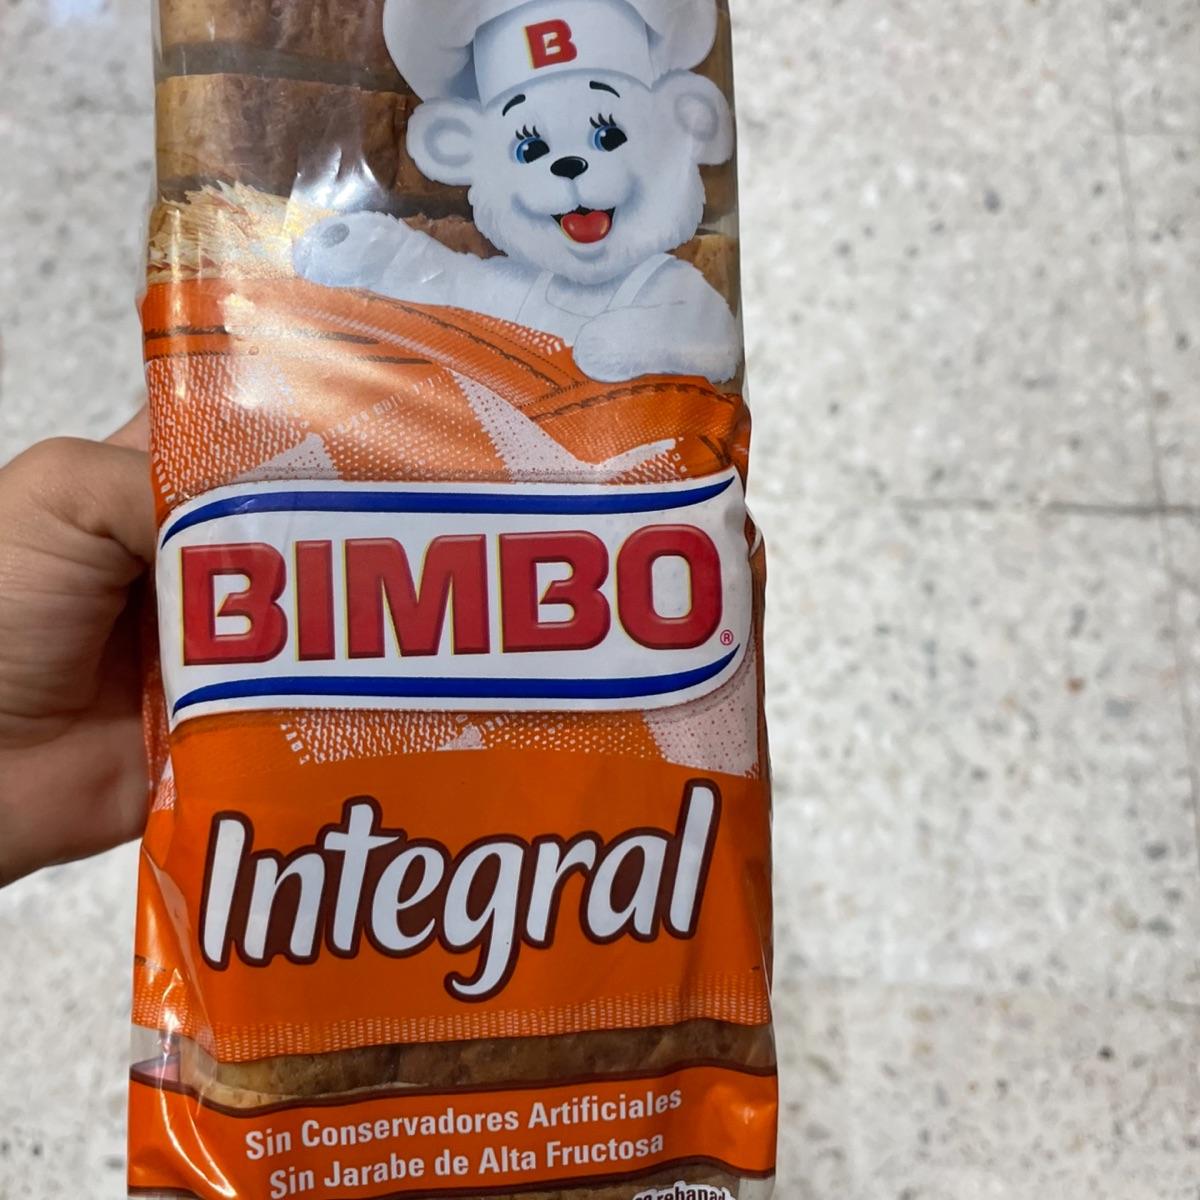 B
BIMBO®
Integral
Sin Conservadores Artificiales
Sin Jarabe de Alta Fructosa